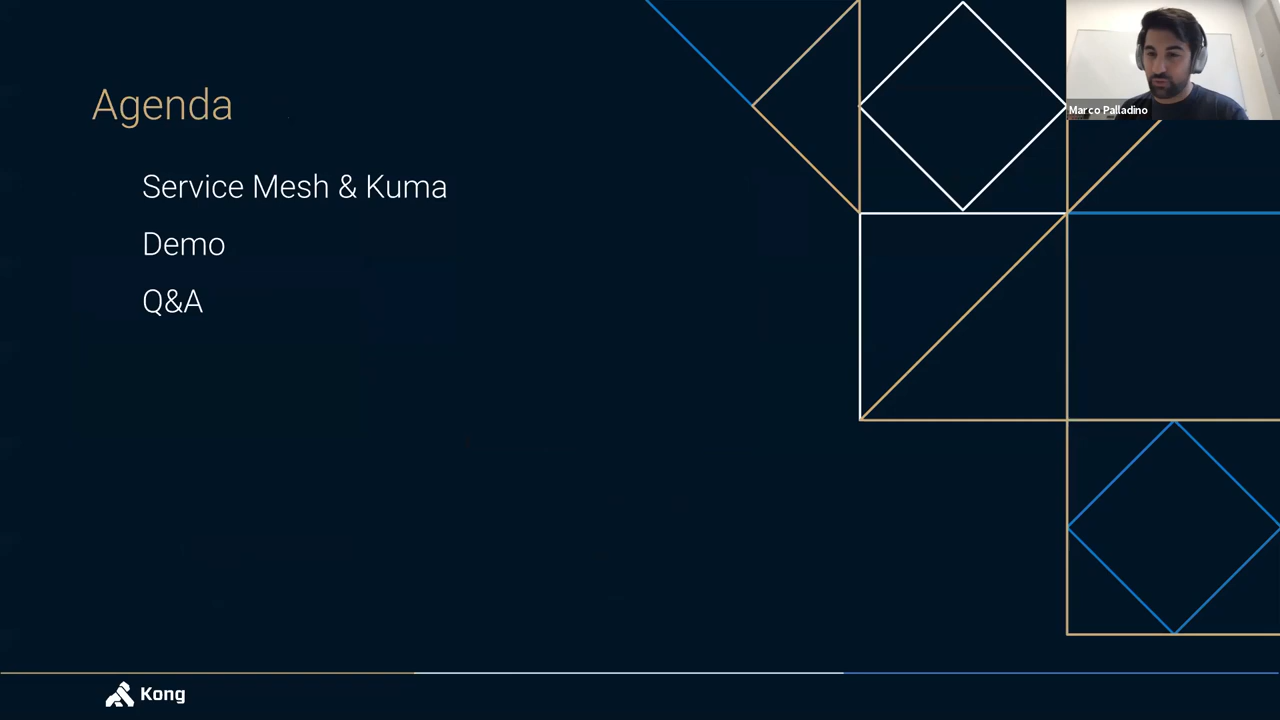 Agenda
Service Mesh & Kuma
Demo
Q&A
Marco Palladino
Kong